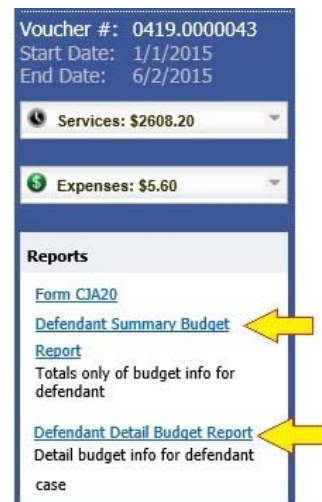 Voucher #: 0419.0000043
Start Date: 1/1/2015
End Date: 6/2/2015
Services: $2608.20
Expenses: $5.60
Reports
Form CJA20
Defendant Summary Budget
Report
Totals only of budget info for
defendant
Defendant Detail Budget Report
Detail budget info for defendant
case